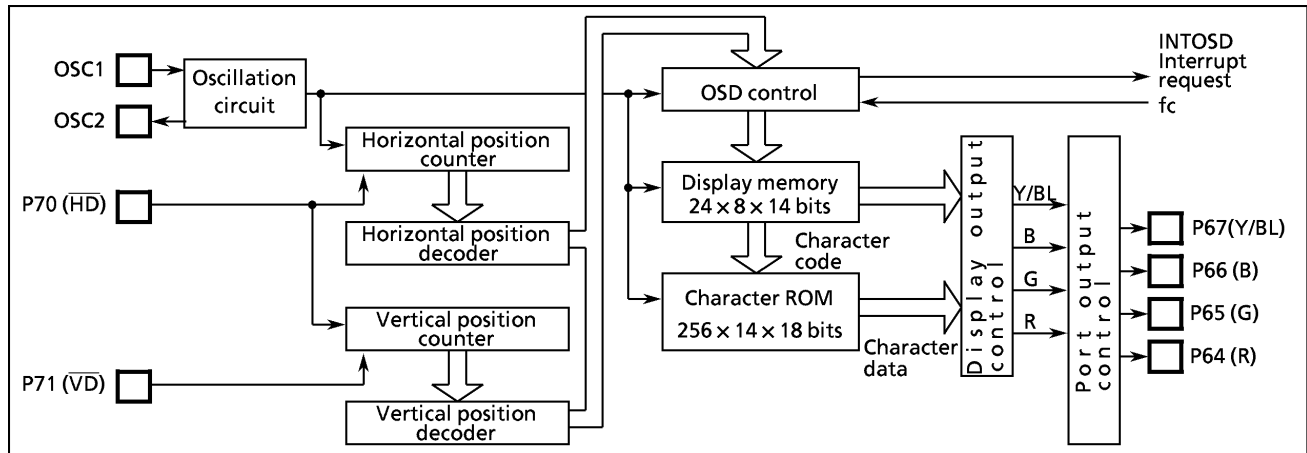 OSC1
OSC2
Oscillation
circuit
P70 (H̅D̅)
P71 (V̅D̅)
Horizontal position
counter
Horizontal position
decoder
Vertical position
counter
Vertical position
decoder
OSD control
INTOSD
Interrupt
request
fc
Display memory
24 × 8 × 14 bits
Character
code
Character ROM
256 × 14 × 18 bits
Character
data
Display output
control
Y/BL
B
G
R
Port output
control
P67(Y/BL)
P66 (B)
P65 (G)
P64 (R)